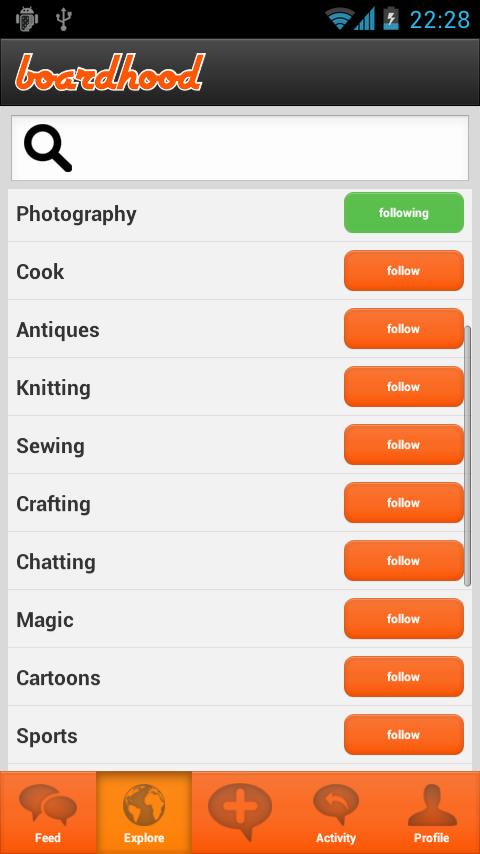 22:28
boardhood
Photography following
Cook follow
Antiques follow
Knitting follow
Sewing follow
Crafting follow
Chatting follow
Magic follow
Cartoons follow
Sports follow
Feed Explore Activity Profile